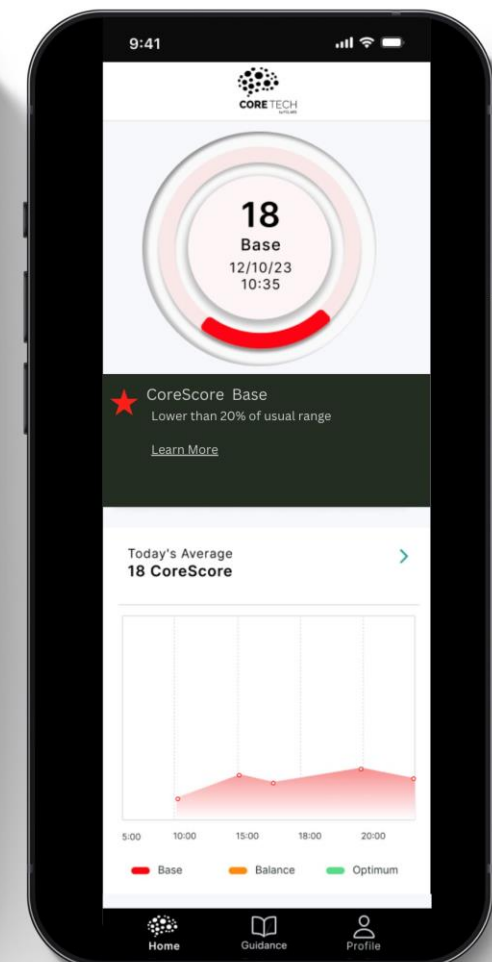 9:41
CORE TECH
18
Base
12/10/23
10:35
CoreScore Base
Lower than 20% of usual range
Learn More
Today's Average
18 CoreScore
5:00 10:00 15:00 18:00 20:00
Base Balance Optimum
Home Guidance Profile